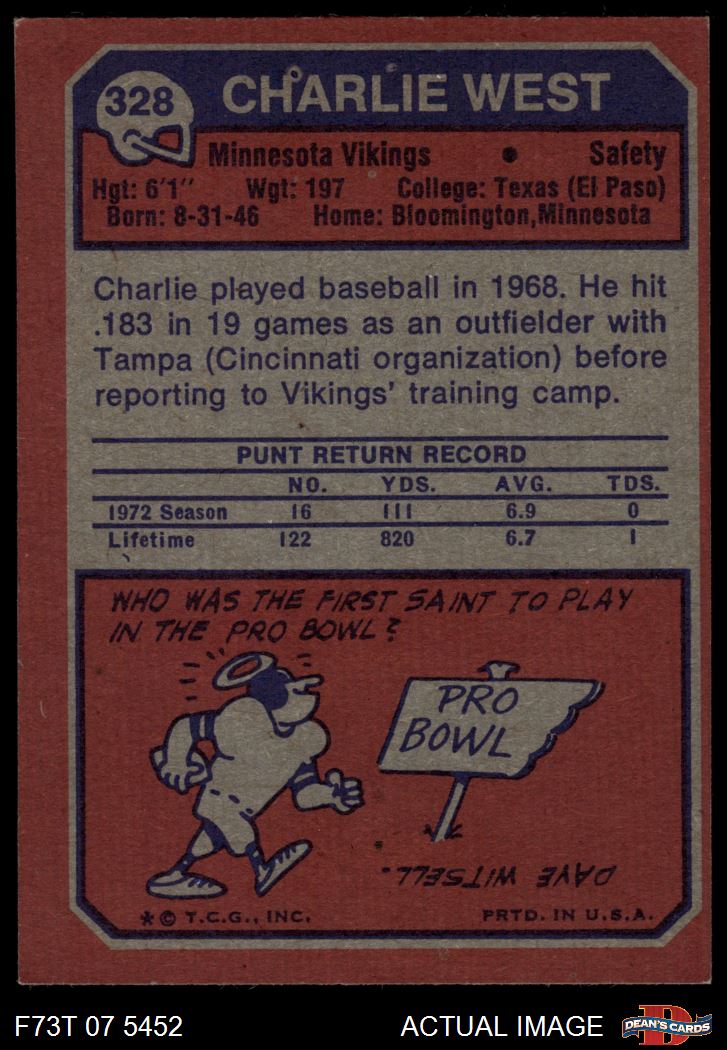 328
CHARLIE WEST
Minnesota Vikings • Safety
Hgt: 6'1" Wgt: 197 College: Texas (El Paso)
Born: 8-31-46 Home: Bloomington, Minnesota
Charlie played baseball in 1968. He hit
.183 in 19 games as an outfielder with
Tampa (Cincinnati organization) before
reporting to Vikings' training camp.
PUNT RETURN RECORD
NO. YDS. AVG. TDS.
1972 Season 16 111 6.9 0
Lifetime 122 820 6.7 1
WHO WAS THE FIRST SAINT TO PLAY
IN THE PRO BOWL?
PRO
BOWL
DAVE WITSELL.
* © T.C.G., INC. PRTD. IN U.S.A.
F73T 07 5452 ACTUAL IMAGE
D
DEAN'S CARDS